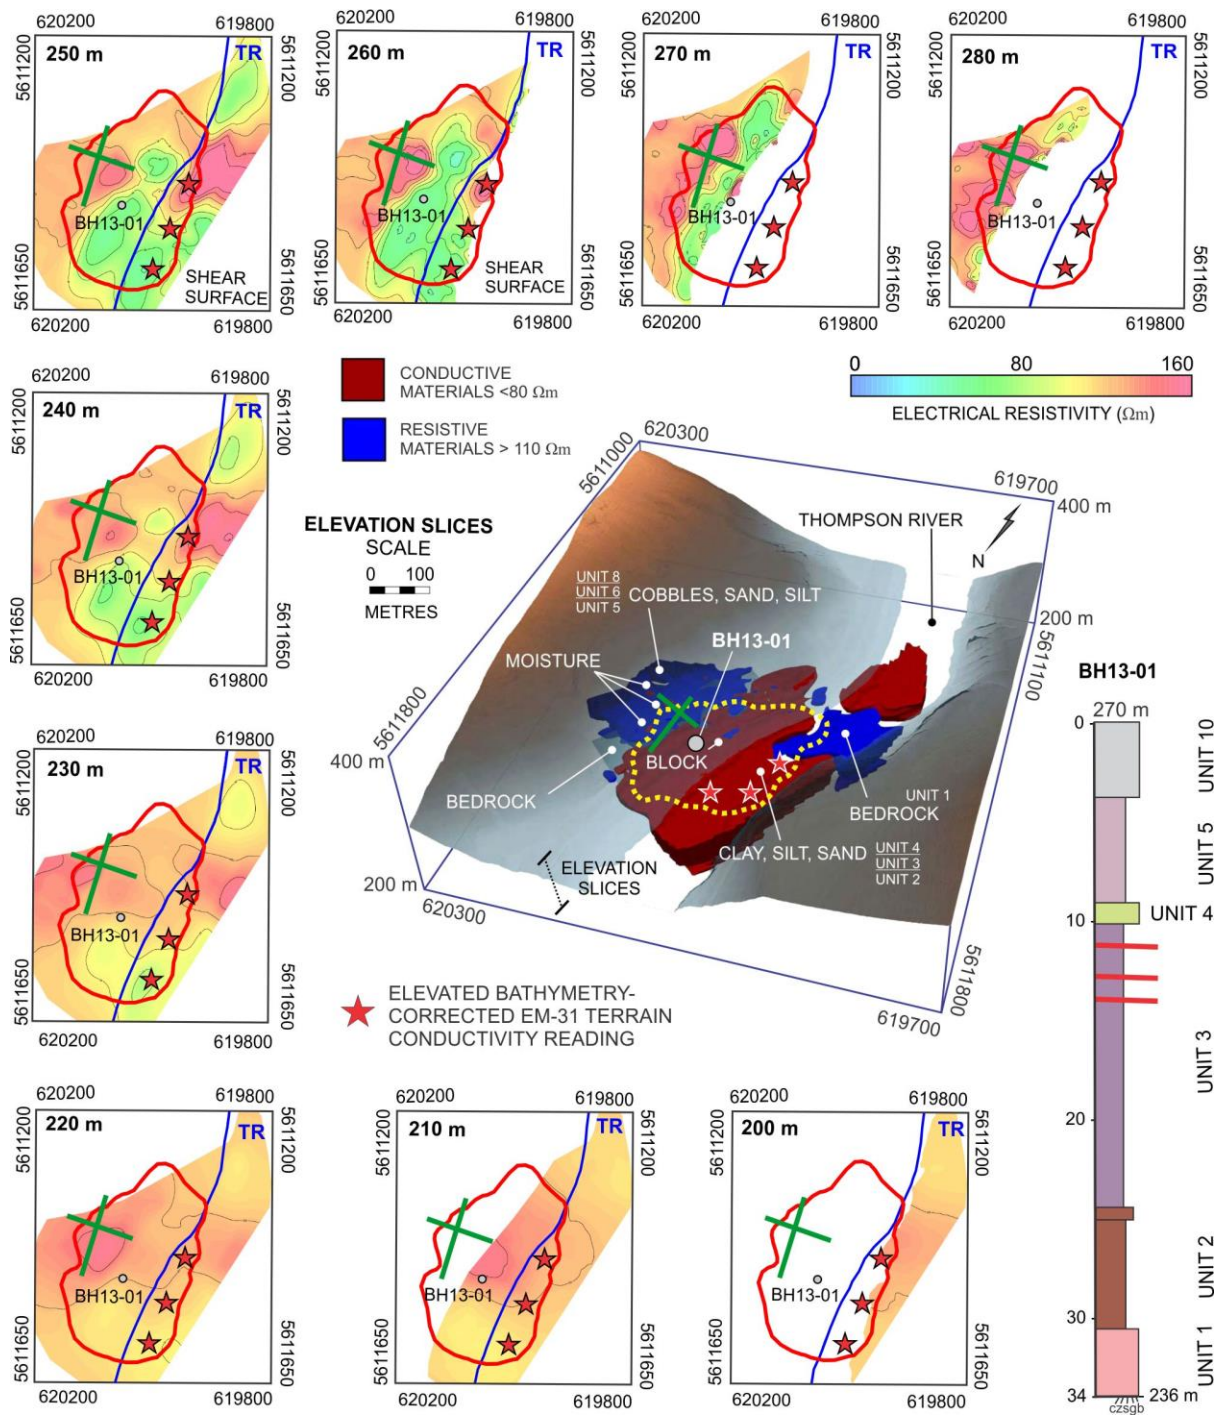 620200
619800
250 m
TR
5611200
5611200
BH13-01
SHEAR
SURFACE
5611650
5611650
620200
619800
620200
619800
260 m
TR
5611200
5611200
BH13-01
SHEAR
SURFACE
5611650
5611650
620200
619800
620200
619800
270 m
TR
5611200
5611200
BH13-01
5611650
5611650
620200
619800
620200
619800
280 m
TR
5611200
5611200
BH13-01
5611650
5611650
620200
619800
CONDUCTIVE
MATERIALS <80 Ωm
RESISTIVE
MATERIALS > 110 Ωm
0
80
160
ELECTRICAL RESISTIVITY (Ωm)
620200
619800
240 m
TR
5611200
5611200
BH13-01
5611650
5611650
620200
619800
ELEVATION SLICES
SCALE
0 100
METRES
5611000
620300
619700
400 m
THOMPSON RIVER
N
UNIT 8
UNIT 6
UNIT 5
COBBLES, SAND, SILT
BH13-01
MOISTURE
200 m
5611100
5611800
400 m
BLOCK
BEDROCK
UNIT 1
BEDROCK
CLAY, SILT, SAND
UNIT 4
UNIT 3
UNIT 2
ELEVATION
SLICES
200 m
620300
619700
5611800
620200
619800
230 m
TR
5611200
5611200
BH13-01
5611650
5611650
620200
619800
ELEVATED BATHYMETRY-
CORRECTED EM-31 TERRAIN
CONDUCTIVITY READING
620200
619800
220 m
TR
5611200
5611200
BH13-01
5611650
5611650
620200
619800
620200
619800
210 m
TR
5611200
5611200
BH13-01
5611650
5611650
620200
619800
620200
619800
200 m
TR
5611200
5611200
BH13-01
5611650
5611650
620200
619800
BH13-01
270 m
0
UNIT 10
UNIT 5
10
UNIT 4
UNIT 3
20
UNIT 2
30
UNIT 1
34
236 m
czsgb